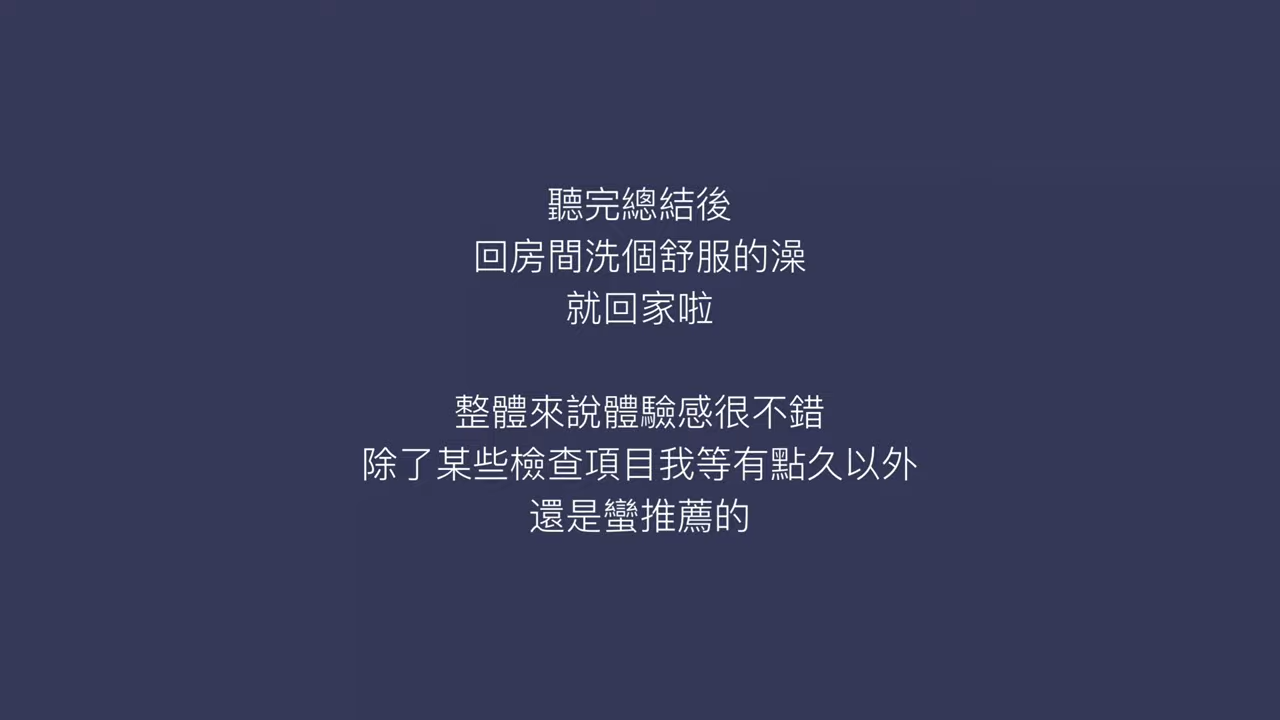 聽完總結後
回房間洗個舒服的澡
就回家啦
整體來說體驗感很不錯
除了某些檢查項目我等有點久以外
還是蠻推薦的